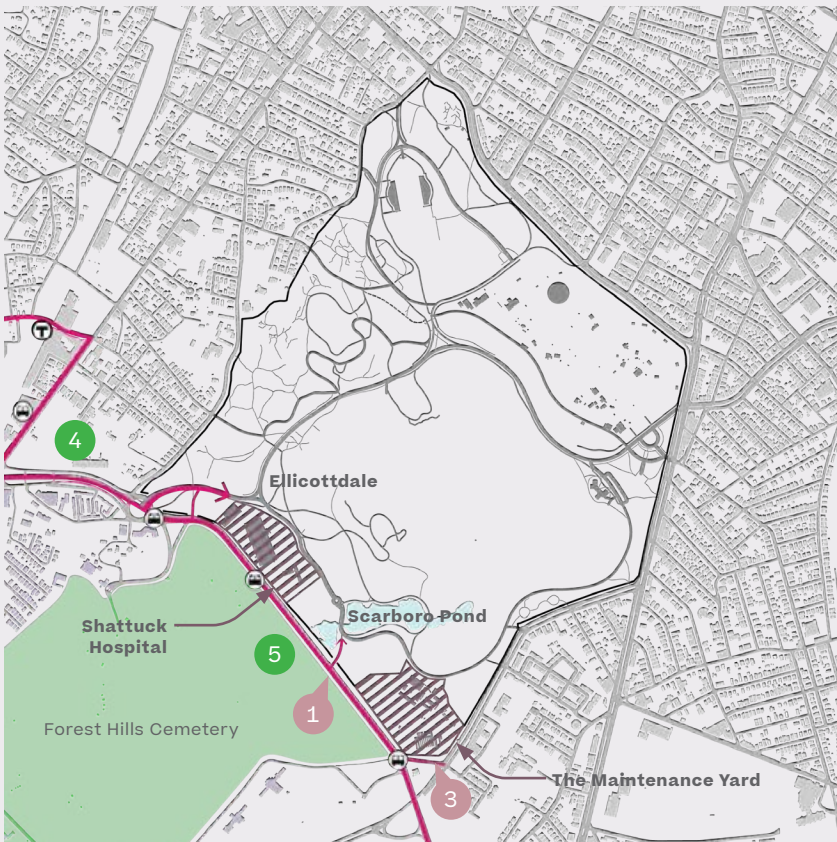 T
4
Ellicottdale
Shattuck
Hospital
Scarboro Pond
5
1
Forest Hills Cemetery
The Maintenance Yard
3